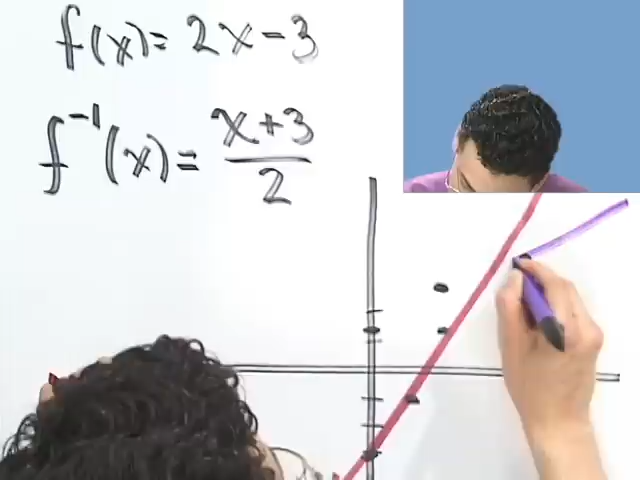 f(x) = 2x - 3
f⁻¹(x) = x+3
2